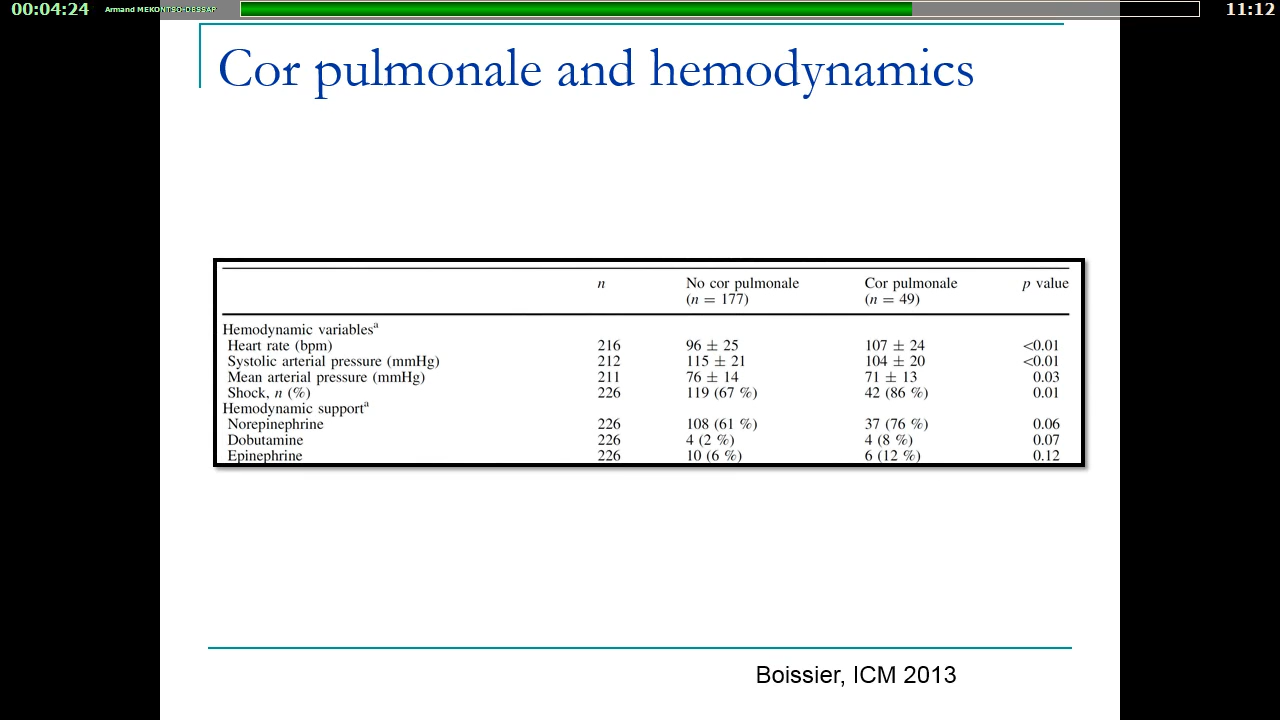 00:04:24 Armand MEKONTSO-DESSAP 11:12
Cor pulmonale and hemodynamics
n No cor pulmonale Cor pulmonale p value
(n = 177) (n = 49)
Hemodynamic variablesᵃ
Heart rate (bpm) 216 96 ± 25 107 ± 24 <0.01
Systolic arterial pressure (mmHg) 212 115 ± 21 104 ± 20 <0.01
Mean arterial pressure (mmHg) 211 76 ± 14 71 ± 13 0.03
Shock, n (%) 226 119 (67 %) 42 (86 %) 0.01
Hemodynamic supportᵃ
Norepinephrine 226 108 (61 %) 37 (76 %) 0.06
Dobutamine 226 4 (2 %) 4 (8 %) 0.07
Epinephrine 226 10 (6 %) 6 (12 %) 0.12
Boissier, ICM 2013